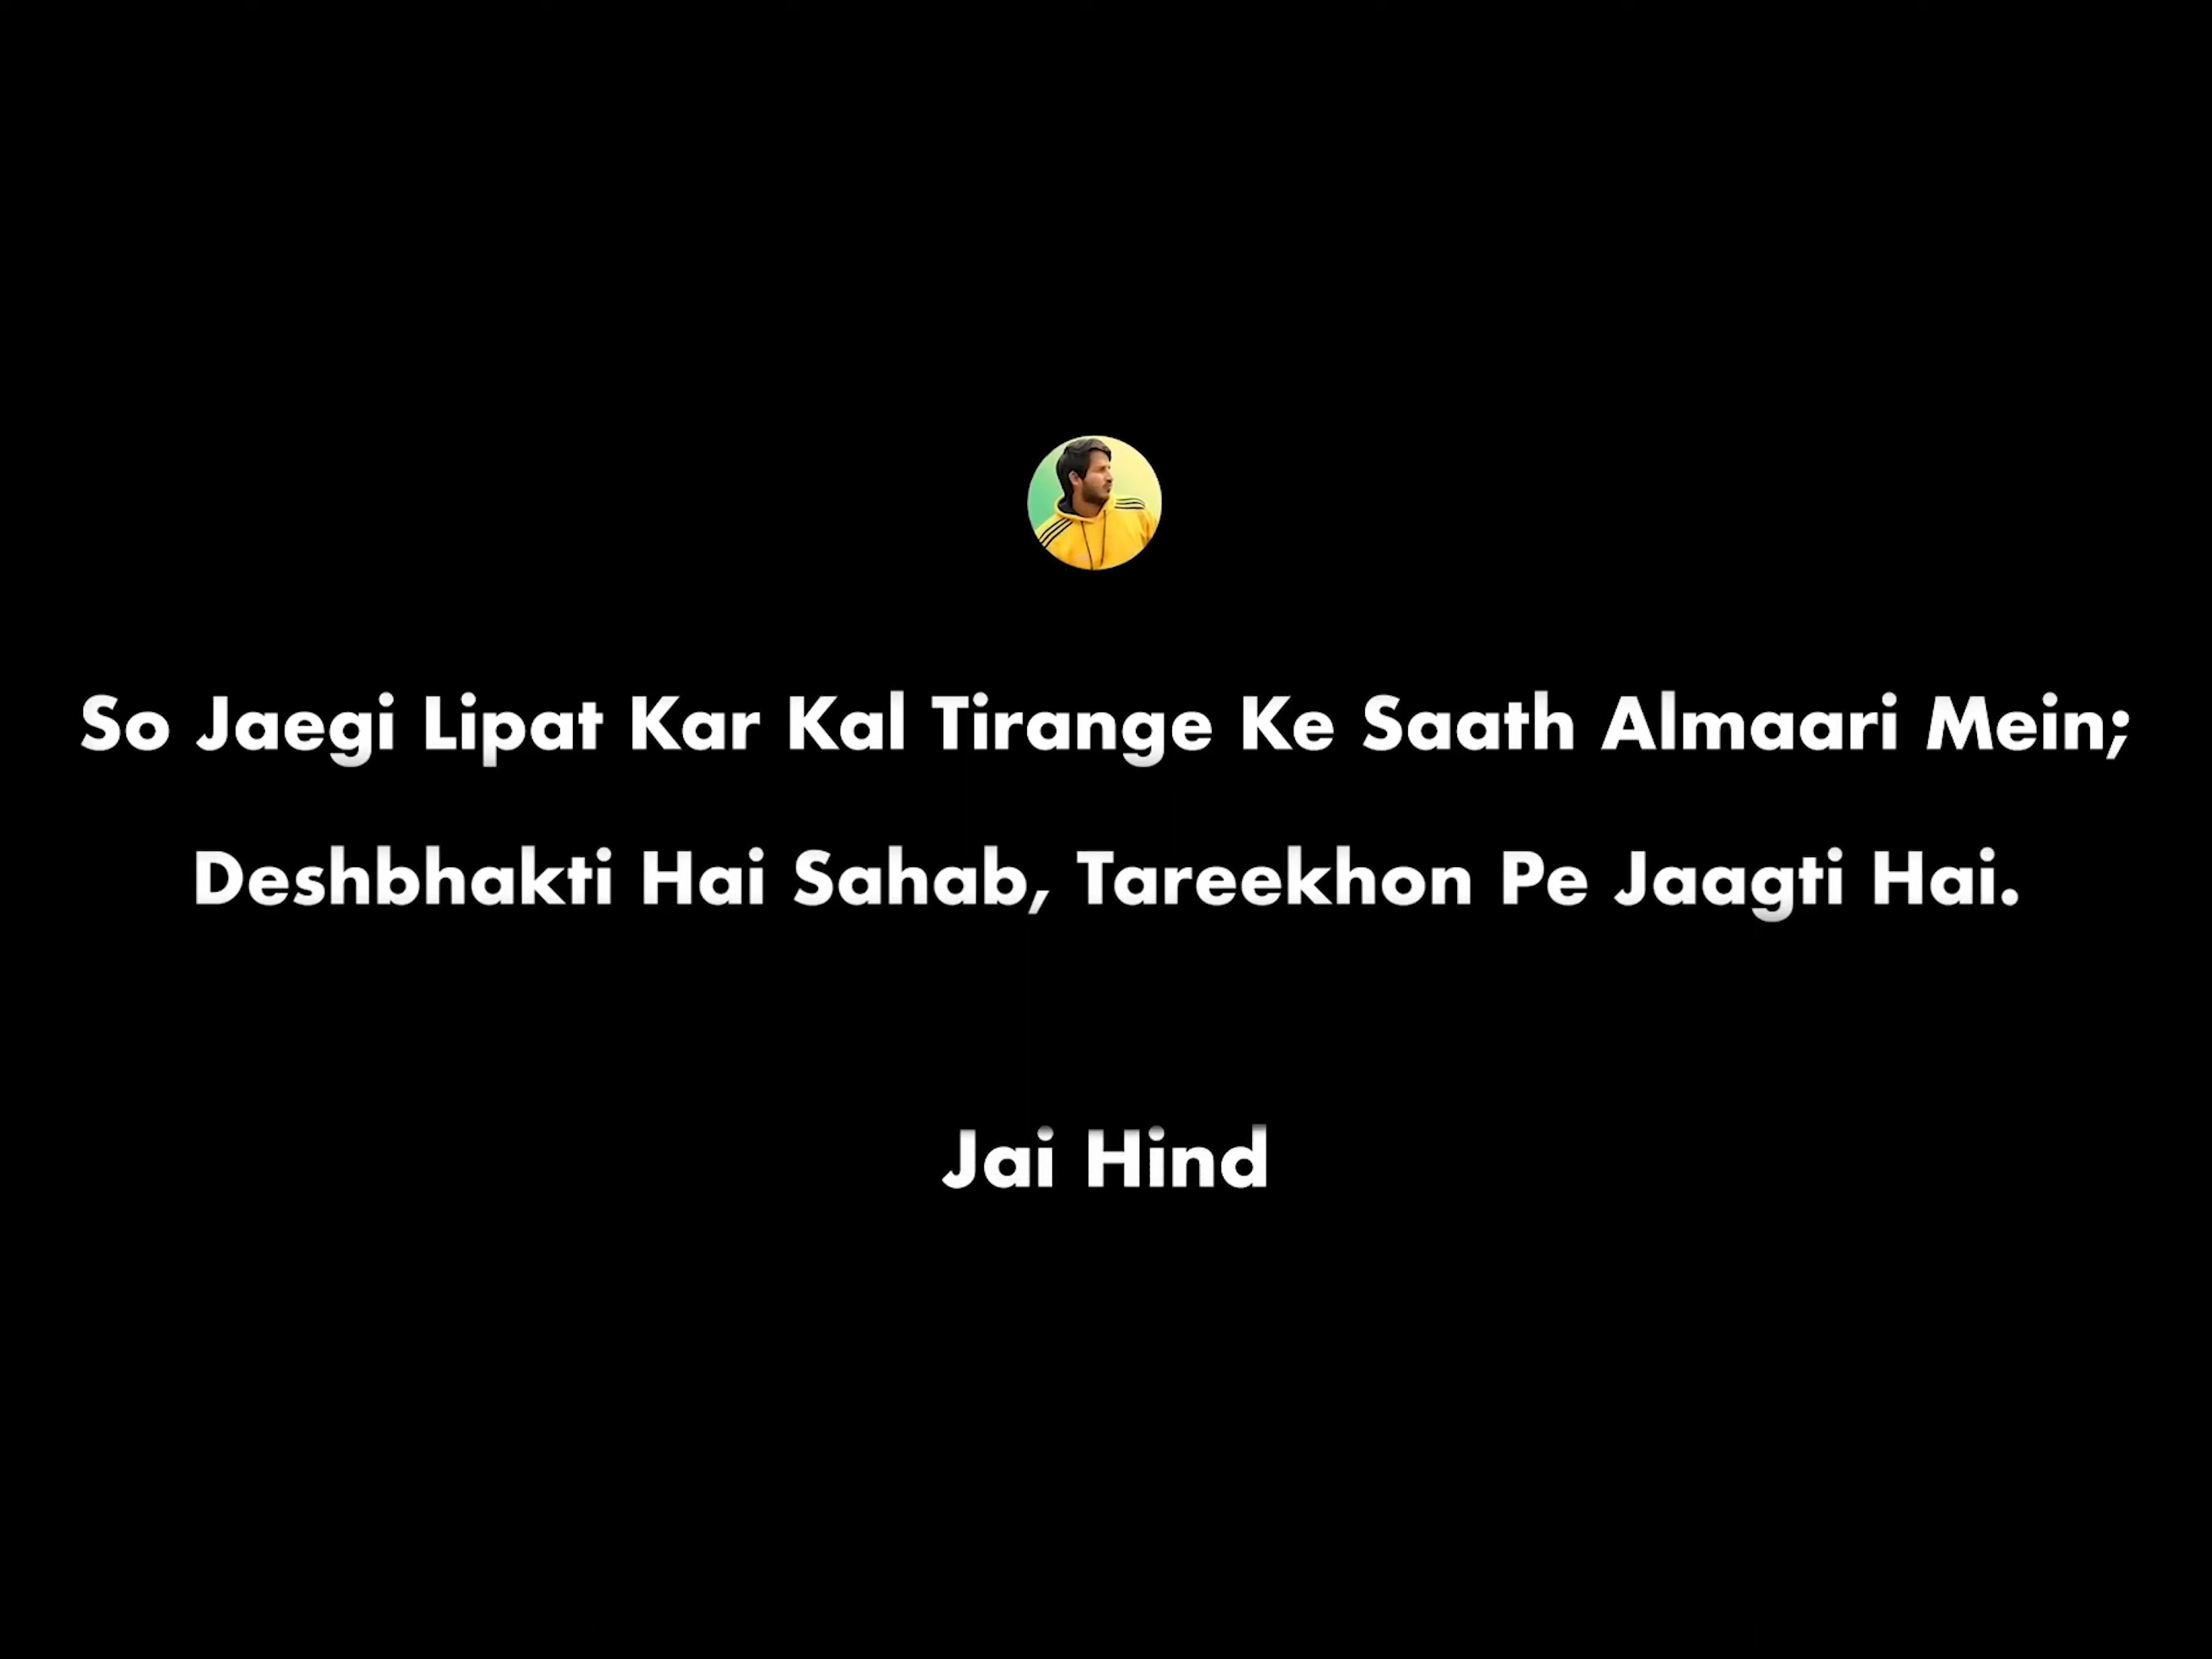 So Jaegi Lipat Kar Kal Tirange Ke Saath Almaari Mein;
Deshbhakti Hai Sahab, Tareekhon Pe Jaagti Hai.
Jai Hind